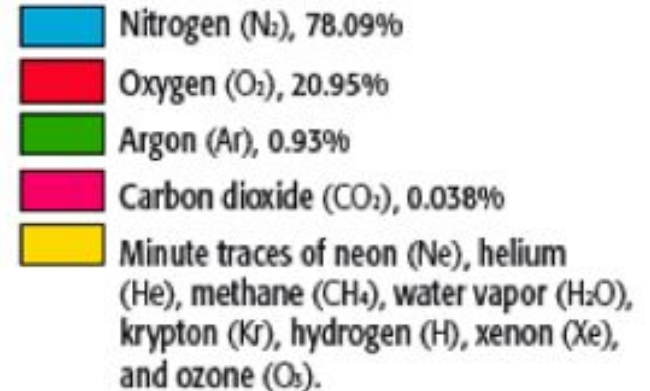 Nitrogen (N₂), 78.09%
Oxygen (O₂), 20.95%
Argon (Ar), 0.93%
Carbon dioxide (CO₂), 0.038%
Minute traces of neon (Ne), helium
(He), methane (CH₄), water vapor (H₂O),
krypton (Kr), hydrogen (H), xenon (Xe),
and ozone (O₃).